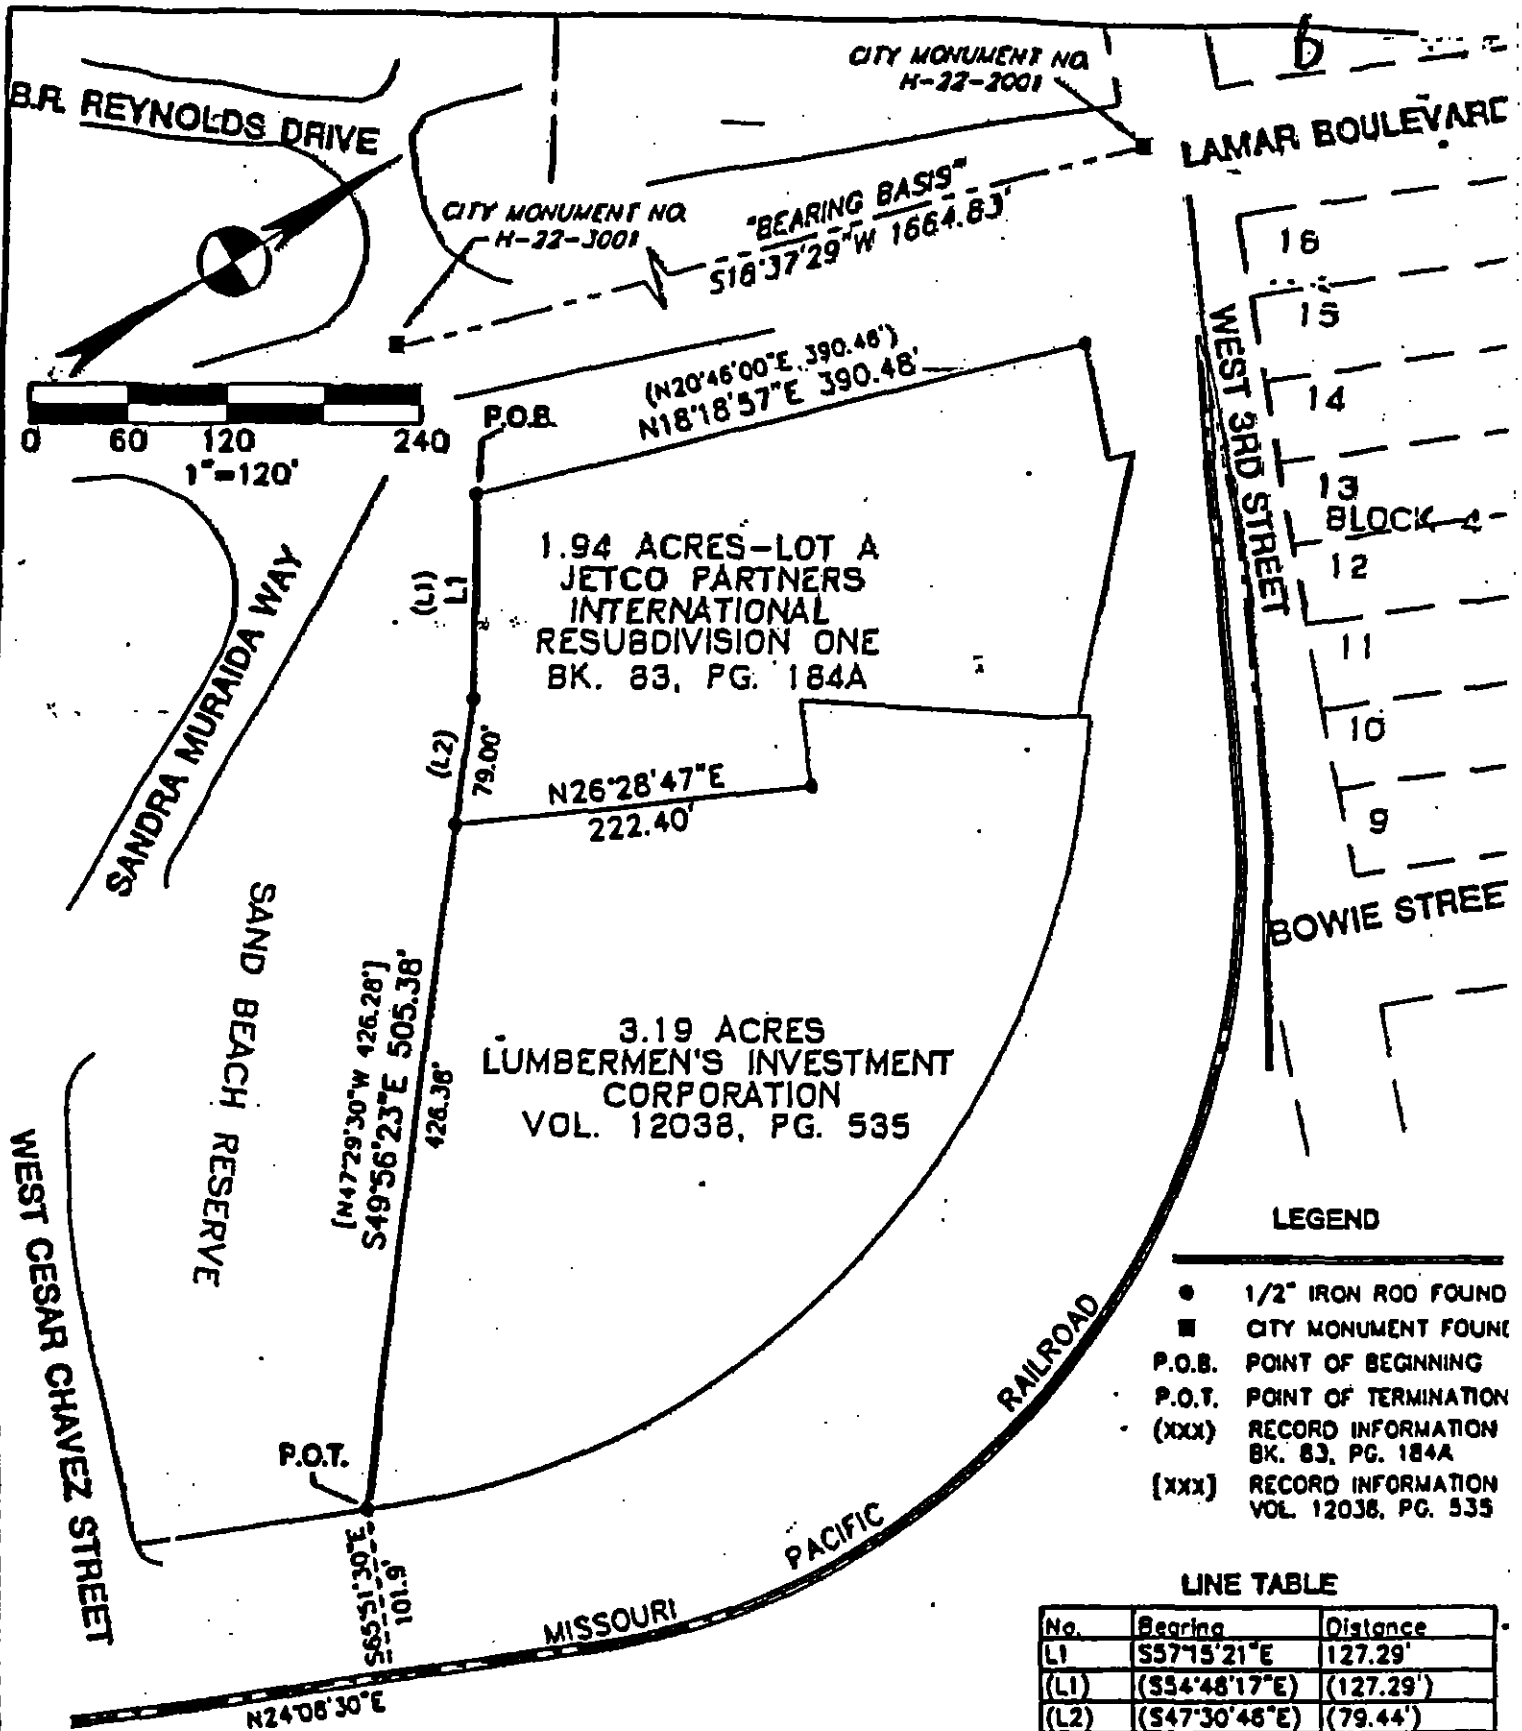 b
CITY MONUMENT NO.
H-22-2001
B.R. REYNOLDS DRIVE
LAMAR BOULEVARD
CITY MONUMENT NO.
H-22-3001
"BEARING BASIS"
S18°37'29"W 1664.83'
(N20°46'00"E 390.48')
N18°18'57"E 390.48'
0 60 120 240
1"=120'
P.O.B.
WEST 3RD STREET
16
15
14
13
BLOCK 4
12
11
10
9
BOWIE STREE
1.94 ACRES-LOT A
JETCO PARTNERS
INTERNATIONAL
RESUBDIVISION ONE
BK. 83, PG. 184A
(L1)
L1
(L2)
79.00'
N26°28'47"E
222.40'
SANDRA MURAIDA WAY
SAND BEACH RESERVE
[N47°29'30"W 426.28']
S49°56'23"E 505.38'
426.38'
3.19 ACRES
LUMBERMEN'S INVESTMENT
CORPORATION
VOL. 12038, PG. 535
WEST CESAR CHAVEZ STREET
P.O.T.
S65°51'30"E
101.9'
N24°08'30"E
MISSOURI PACIFIC RAILROAD
LEGEND
1/2" IRON ROD FOUND
CITY MONUMENT FOUND
P.O.B. POINT OF BEGINNING
P.O.T. POINT OF TERMINATION
(XXX) RECORD INFORMATION
BK. 83, PG. 184A
[XXX] RECORD INFORMATION
VOL. 12038, PG. 535
LINE TABLE
No. Bearing Distance
L1 S57°15'21"E 127.29'
(L1) (S54°48'17"E) (127.29')
(L2) (S47°30'46"E) (79.44')